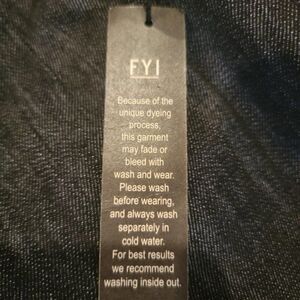 FYI
Because of the
unique dyeing
process,
this garment
may fade or
bleed with
wash and wear.
Please wash
before wearing,
and always wash
separately in
cold water.
For best results
we recommend
washing inside out.